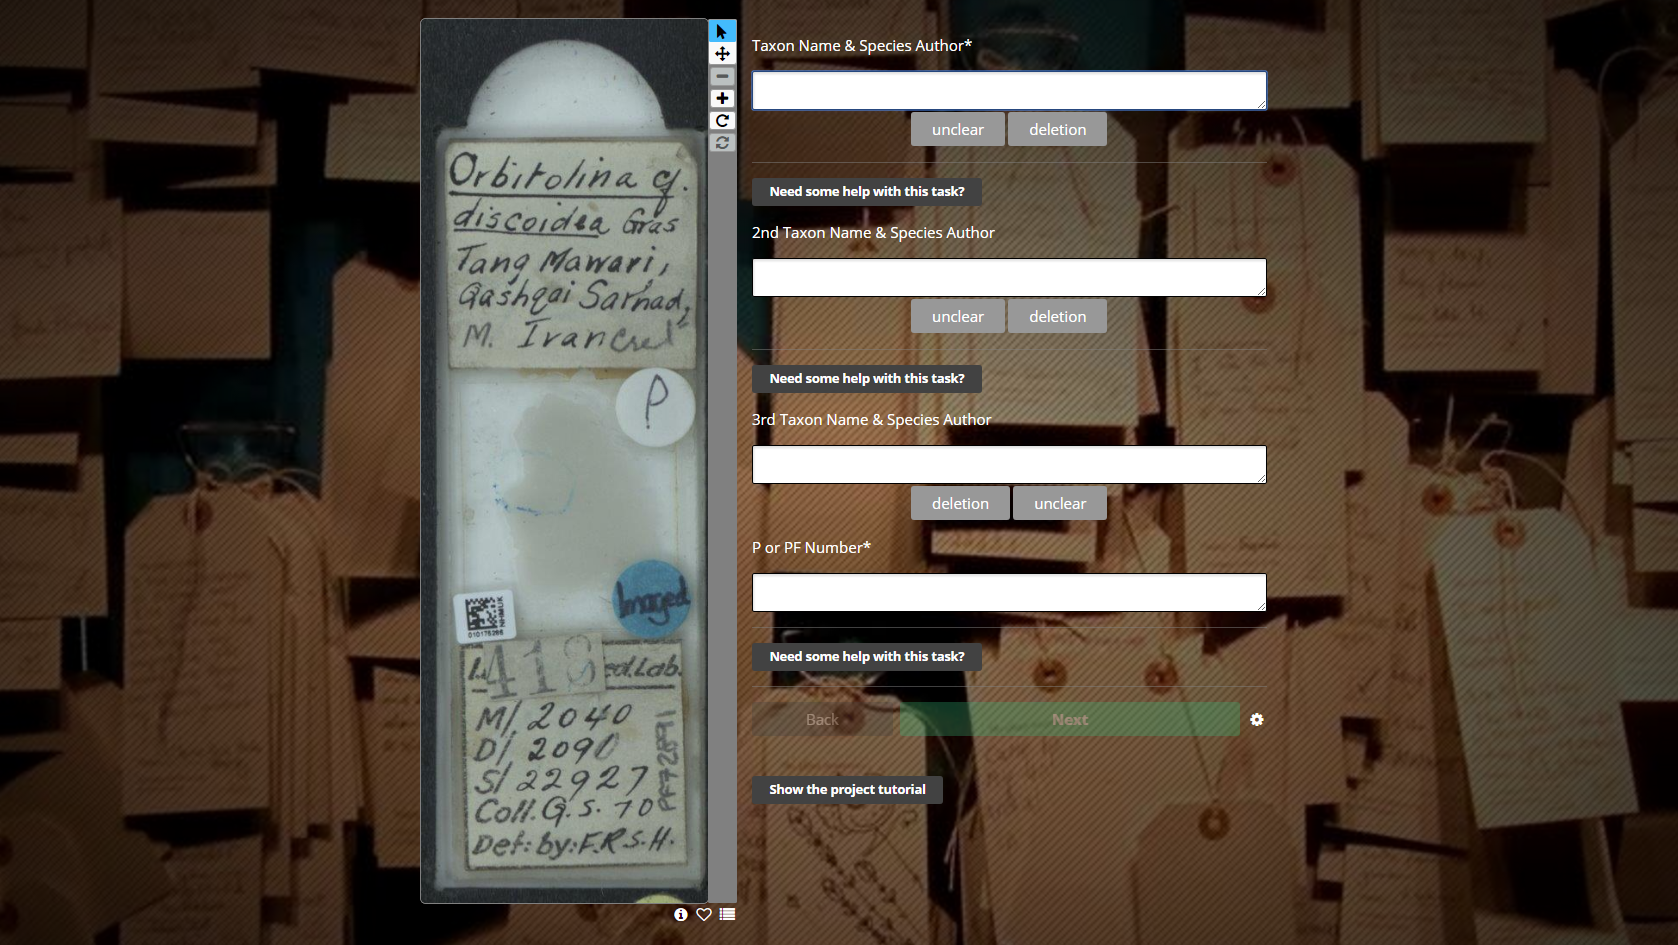 Orbitolina cf.
discoidea Gras
Tang Mawari,
Qashqai Sarhad,
M. Iran Cret
P
Imaged
NHMUK
010175286
418
ed. Lab.
M/ 2040
D/ 2090
S/ 22927
Coll. G.S. 70
Det: by: F.R.S.H.
Taxon Name & Species Author*
unclear deletion
Need some help with this task?
2nd Taxon Name & Species Author
unclear deletion
Need some help with this task?
3rd Taxon Name & Species Author
deletion unclear
P or PF Number*
Need some help with this task?
Back Next
Show the project tutorial